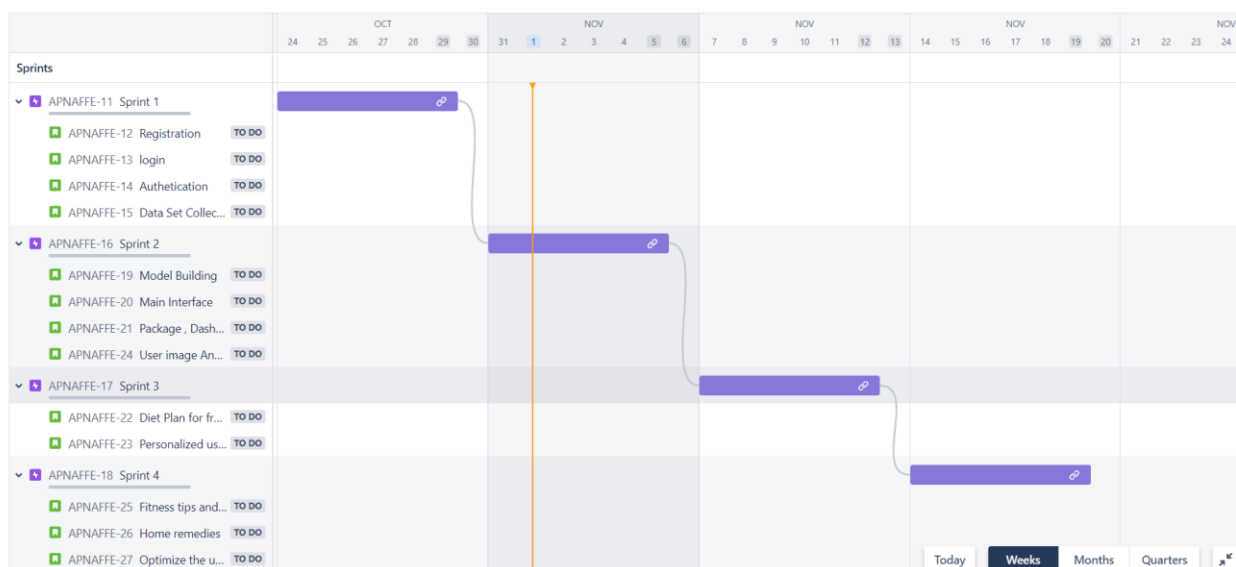 OCT NOV NOV NOV NOV
24 25 26 27 28 29 30 31 1 2 3 4 5 6 7 8 9 10 11 12 13 14 15 16 17 18 19 20 21 22 23 24
Sprints
APNAFFE-11 Sprint 1
APNAFFE-12 Registration TO DO
APNAFFE-13 login TO DO
APNAFFE-14 Authetication TO DO
APNAFFE-15 Data Set Collec... TO DO
APNAFFE-16 Sprint 2
APNAFFE-19 Model Building TO DO
APNAFFE-20 Main Interface TO DO
APNAFFE-21 Package , Dash... TO DO
APNAFFE-24 User image An... TO DO
APNAFFE-17 Sprint 3
APNAFFE-22 Diet Plan for fr... TO DO
APNAFFE-23 Personalized us... TO DO
APNAFFE-18 Sprint 4
APNAFFE-25 Fitness tips and... TO DO
APNAFFE-26 Home remedies TO DO
APNAFFE-27 Optimize the u... TO DO
Today Weeks Months Quarters